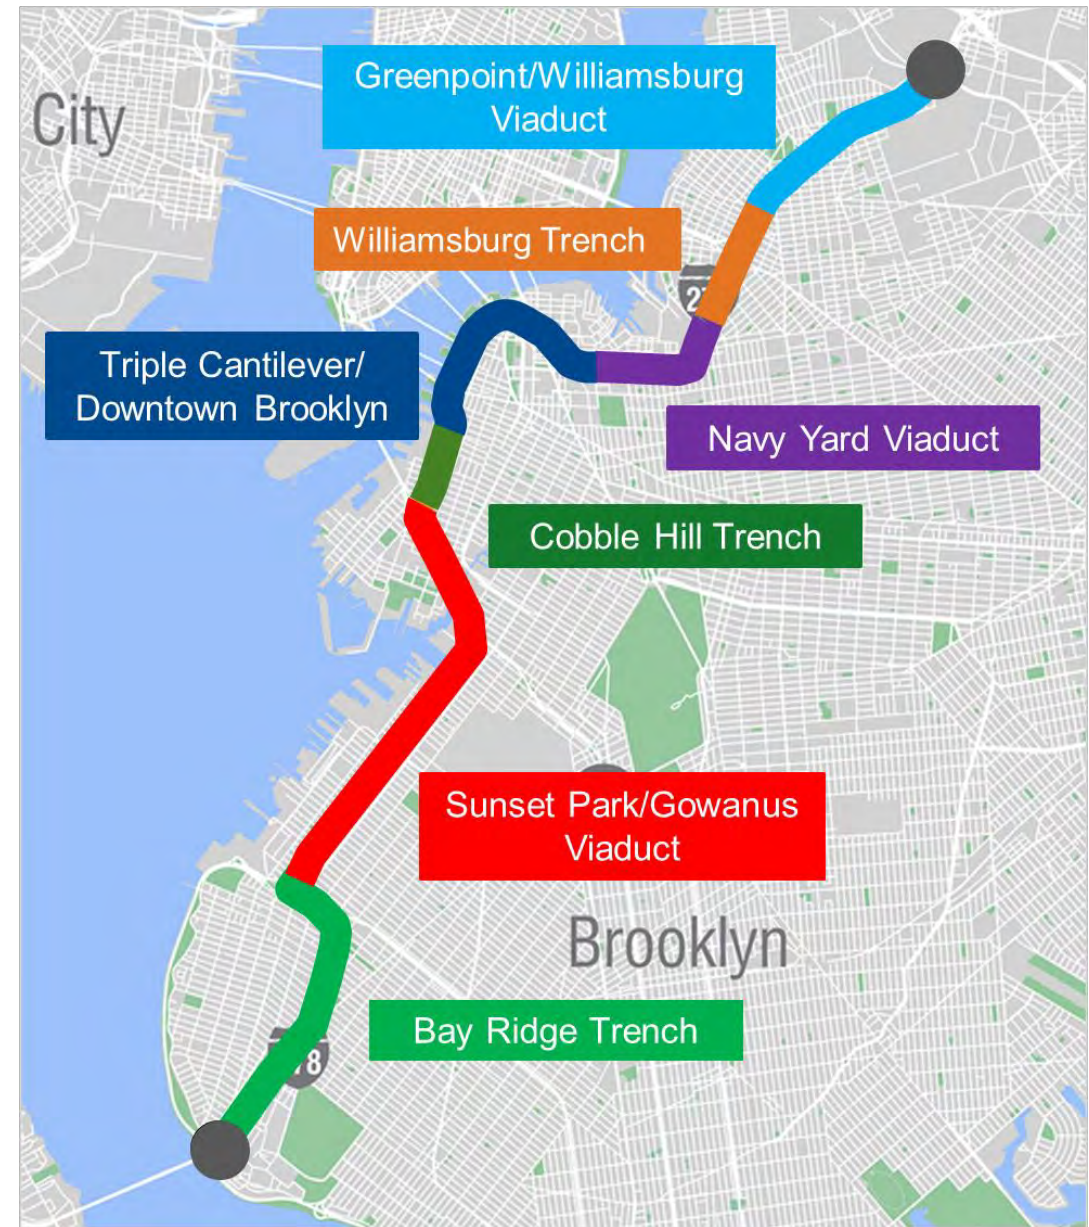 City
Greenpoint/Williamsburg
Viaduct
Williamsburg Trench
Triple Cantilever/
Downtown Brooklyn
Navy Yard Viaduct
Cobble Hill Trench
Sunset Park/Gowanus
Viaduct
Brooklyn
Bay Ridge Trench